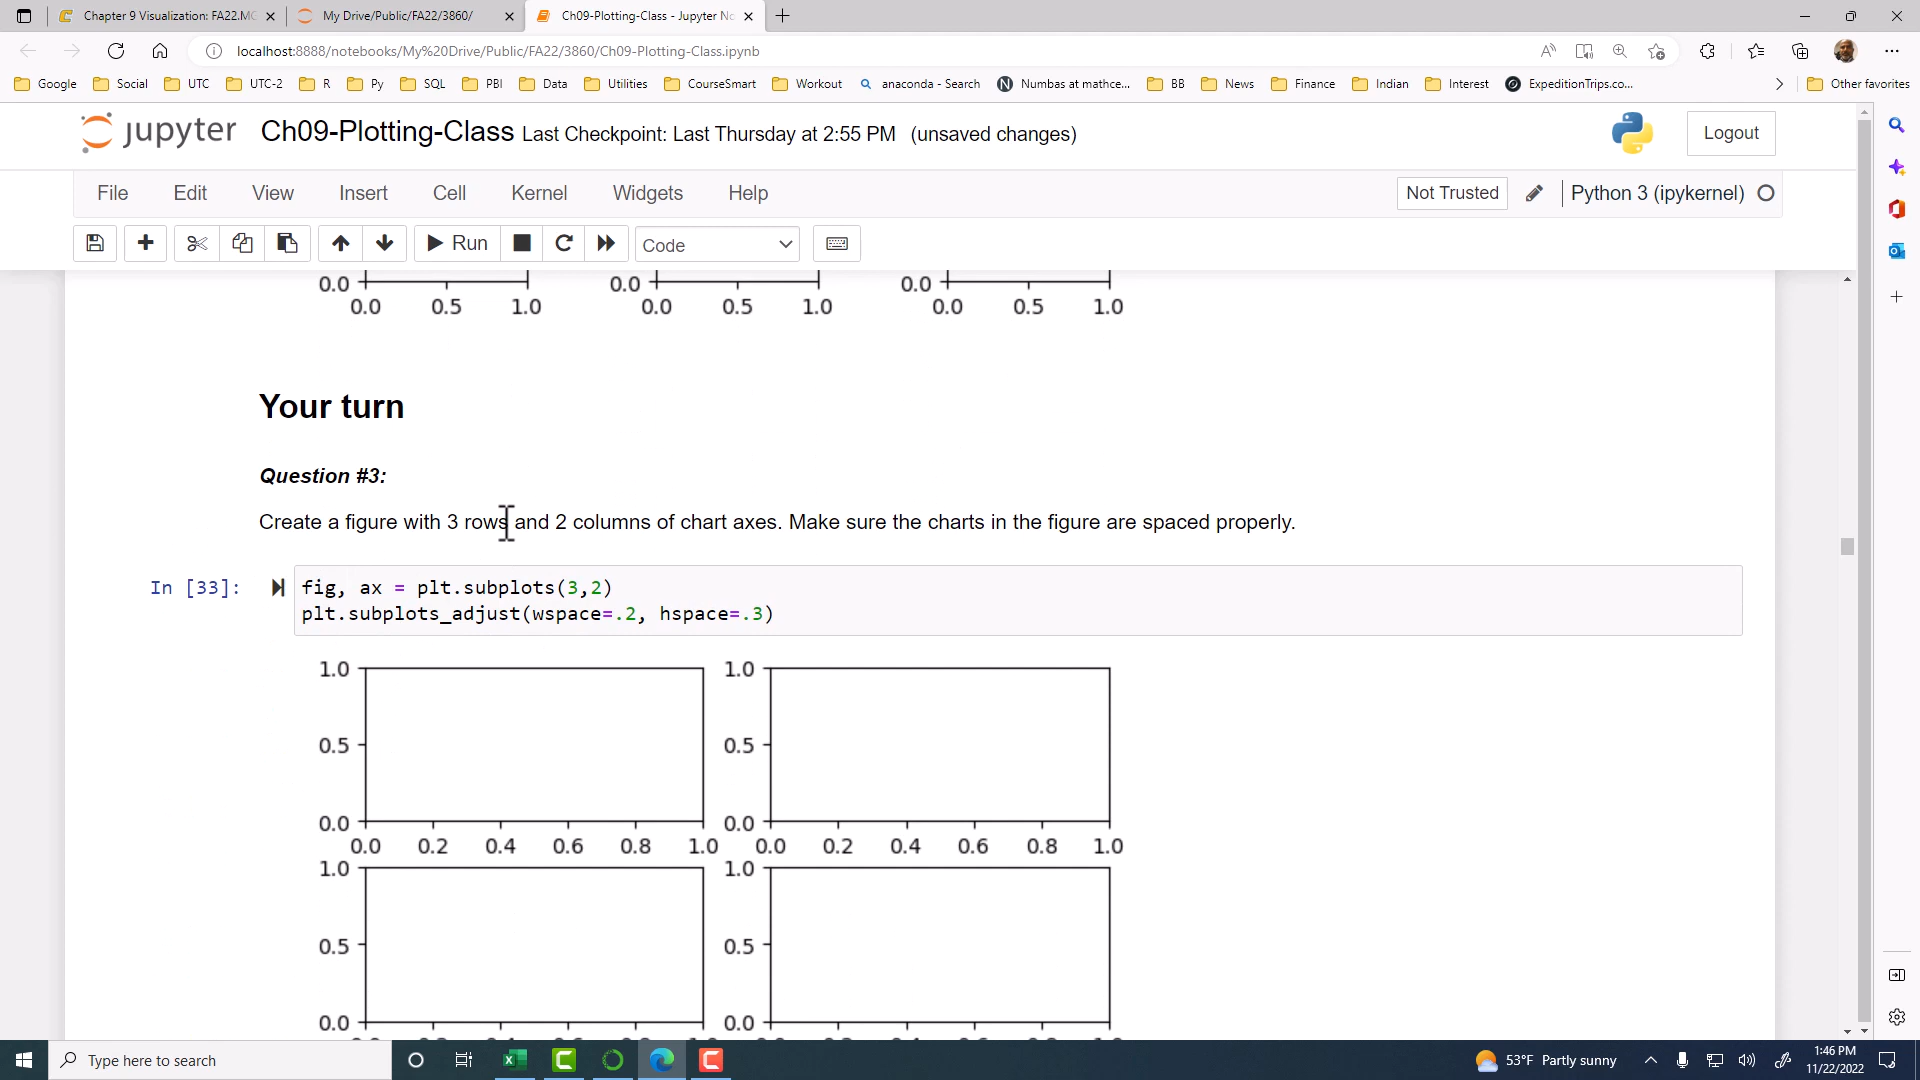 Chapter 9 Visualization: FA22.MG
My Drive/Public/FA22/3860/
Ch09-Plotting-Class - Jupyter No
localhost:8888/notebooks/My%20Drive/Public/FA22/3860/Ch09-Plotting-Class.ipynb
Google Social UTC UTC-2 R Py SQL PBI Data Utilities CourseSmart Workout anaconda - Search Numbas at mathce... BB News Finance Indian Interest ExpeditionTrips.co... Other favorites
jupyter Ch09-Plotting-Class Last Checkpoint: Last Thursday at 2:55 PM (unsaved changes) Logout
File Edit View Insert Cell Kernel Widgets Help Not Trusted Python 3 (ipykernel)
Run Code
0.0 0.0 0.0
0.0 0.5 1.0 0.0 0.5 1.0 0.0 0.5 1.0
Your turn
Question #3:
Create a figure with 3 rows and 2 columns of chart axes. Make sure the charts in the figure are spaced properly.
In [33]: fig, ax = plt.subplots(3,2)
plt.subplots_adjust(wspace=.2, hspace=.3)
1.0 1.0
0.5 0.5
0.0 0.0
0.0 0.2 0.4 0.6 0.8 1.0 0.0 0.2 0.4 0.6 0.8 1.0
1.0 1.0
0.5 0.5
0.0 0.0
Type here to search
53°F Partly sunny
1:46 PM
11/22/2022